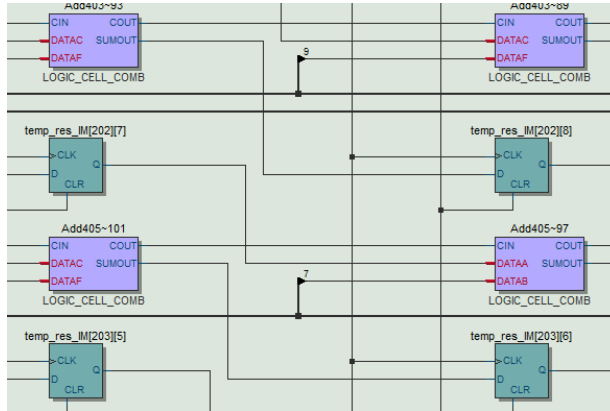 Add403~93
Add403~89
CIN COUT
DATAC SUMOUT
DATAF
LOGIC_CELL_COMB
CIN COUT
DATAC SUMOUT
DATAF
LOGIC_CELL_COMB
9
temp_res_IM[202][7]
CLK
D
CLR
Q
temp_res_IM[202][8]
CLK
D
CLR
Q
Add405~101
CIN COUT
DATAC SUMOUT
DATAF
LOGIC_CELL_COMB
Add405~97
CIN COUT
DATAA SUMOUT
DATAB
LOGIC_CELL_COMB
7
temp_res_IM[203][5]
CLK
D
CLR
Q
temp_res_IM[203][6]
CLK
D
CLR
Q